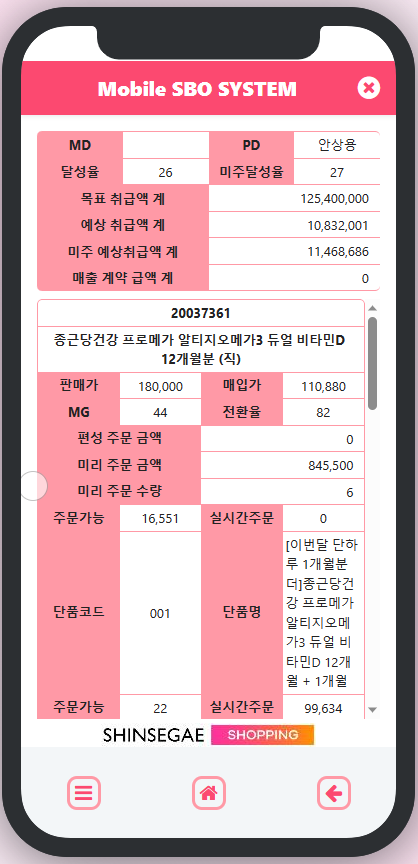 Mobile SBO SYSTEM
MD PD 안상용
달성율 26 미주달성율 27
목표 취급액 계 125,400,000
예상 취급액 계 10,832,001
미주 예상취급액 계 11,468,686
매출 계약 급액 계 0
20037361
종근당건강 프로메가 알티지오메가3 듀얼 비타민D
12개월분 (직)
판매가 180,000 매입가 110,880
MG 44 전환율 82
편성 주문 금액 0
미리 주문 금액 845,500
미리 주문 수량 6
주문가능 16,551 실시간주문 0
단품코드 001 단품명
[이번달 단하
루 1개월분
더]종근당건
강 프로메가
알티지오메
가3 듀얼 비
타민D 12개
월 + 1개월
주문가능 22 실시간주문 99,634
SHINSEGAE SHOPPING